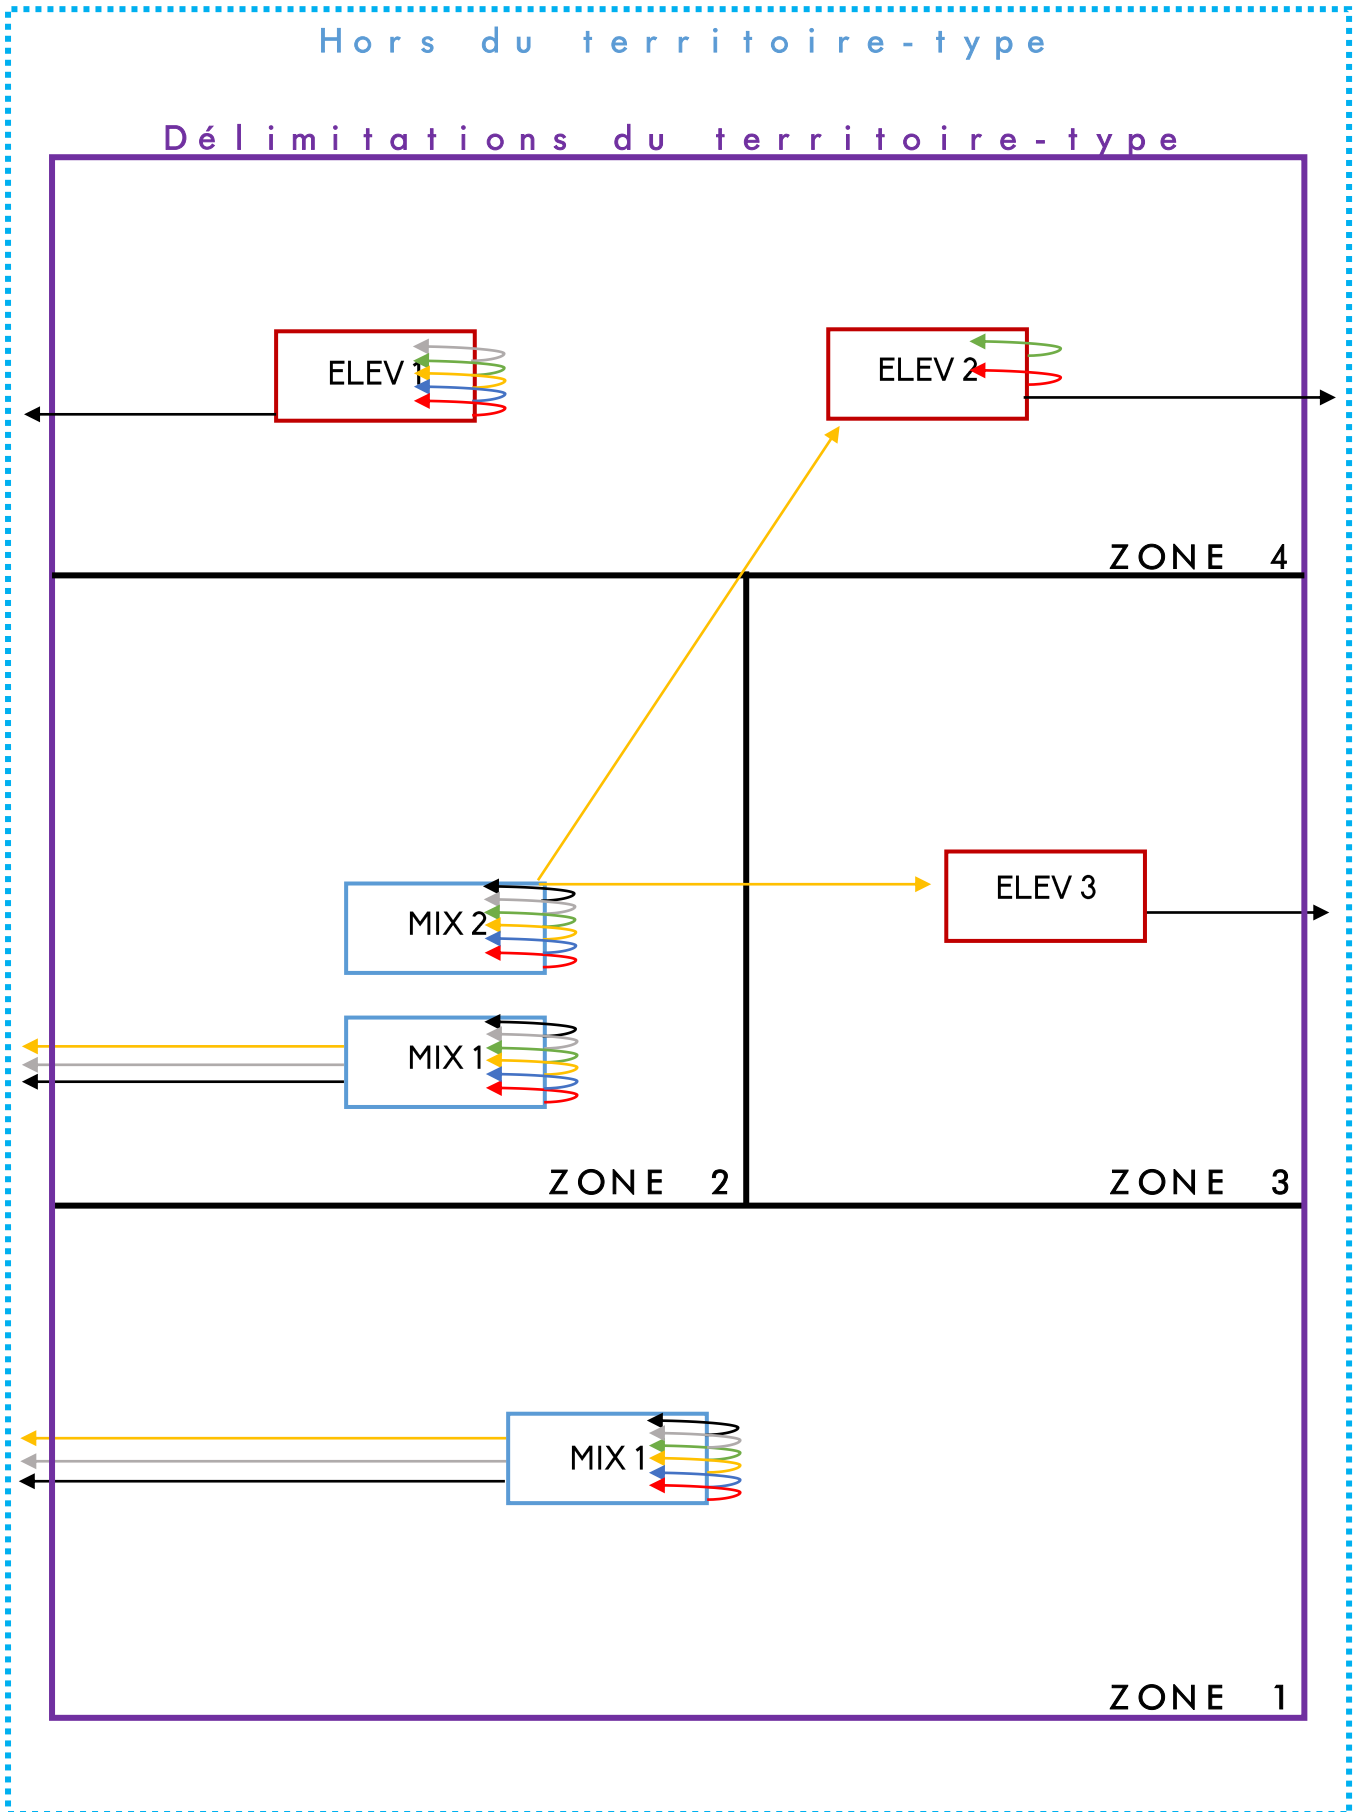 Hors du territoire-type
Délimitations du territoire-type
ELEV 1
ELEV 2
ZONE 4
MIX 2
ELEV 3
MIX 1
ZONE 2
ZONE 3
MIX 1
ZONE 1